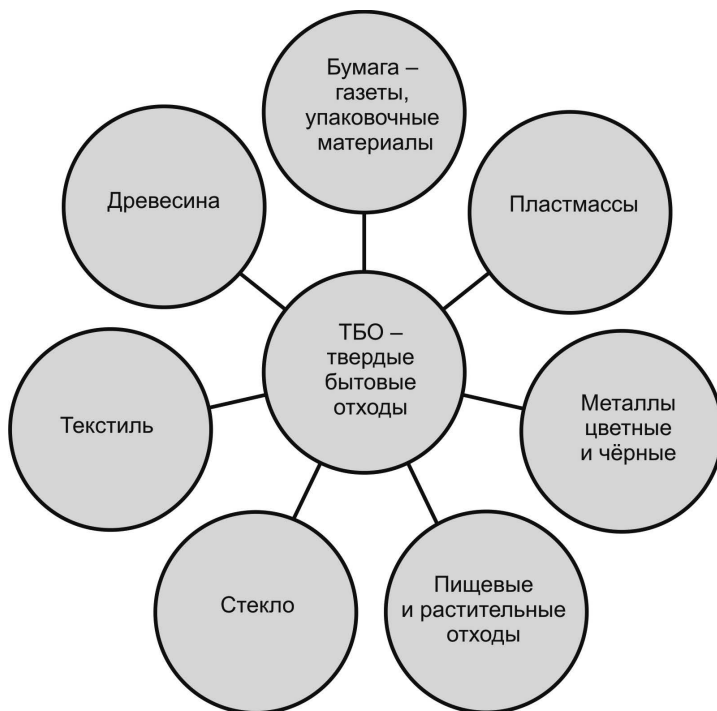 Бумага –
газеты,
упаковочные
материалы
Древесина
Пластмассы
ТБО –
твердые
бытовые
отходы
Текстиль
Металлы
цветные
и чёрные
Стекло
Пищевые
и растительные
отходы